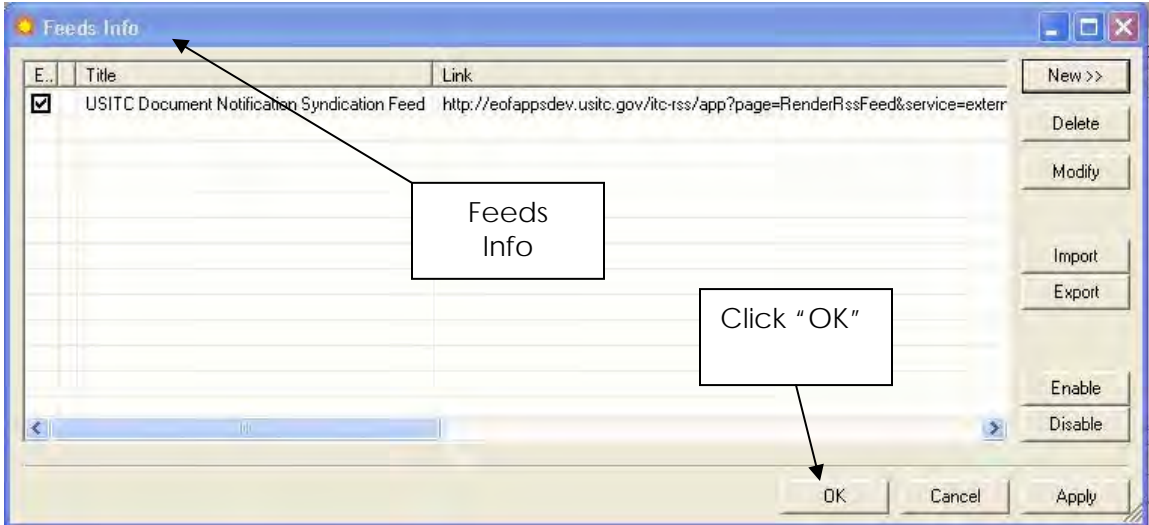 Feeds Info
E.. Title Link New >>
USITC Document Notification Syndication Feed http://eofappsdev.usitc.gov/itc-rss/app?page=RenderRssFeed&service=extern
Delete
Modify
Feeds
Info
Import
Export
Click “OK”
Enable
Disable
OK Cancel Apply